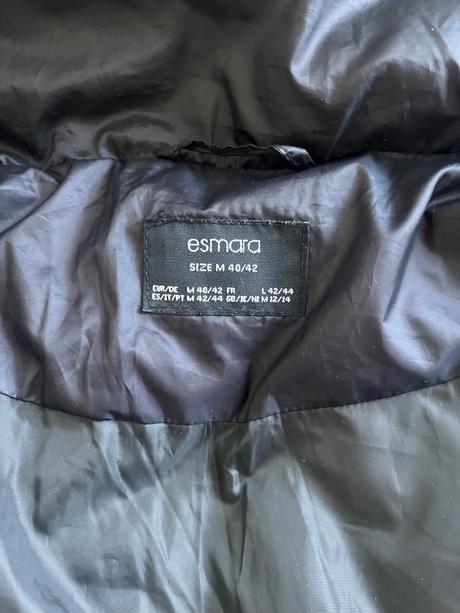 esmara
SIZE M 40/42
EUR/DE M 40/42 FR L 42/44
ES/IT/PT M 42/44 GB/IE/NI M 12/14